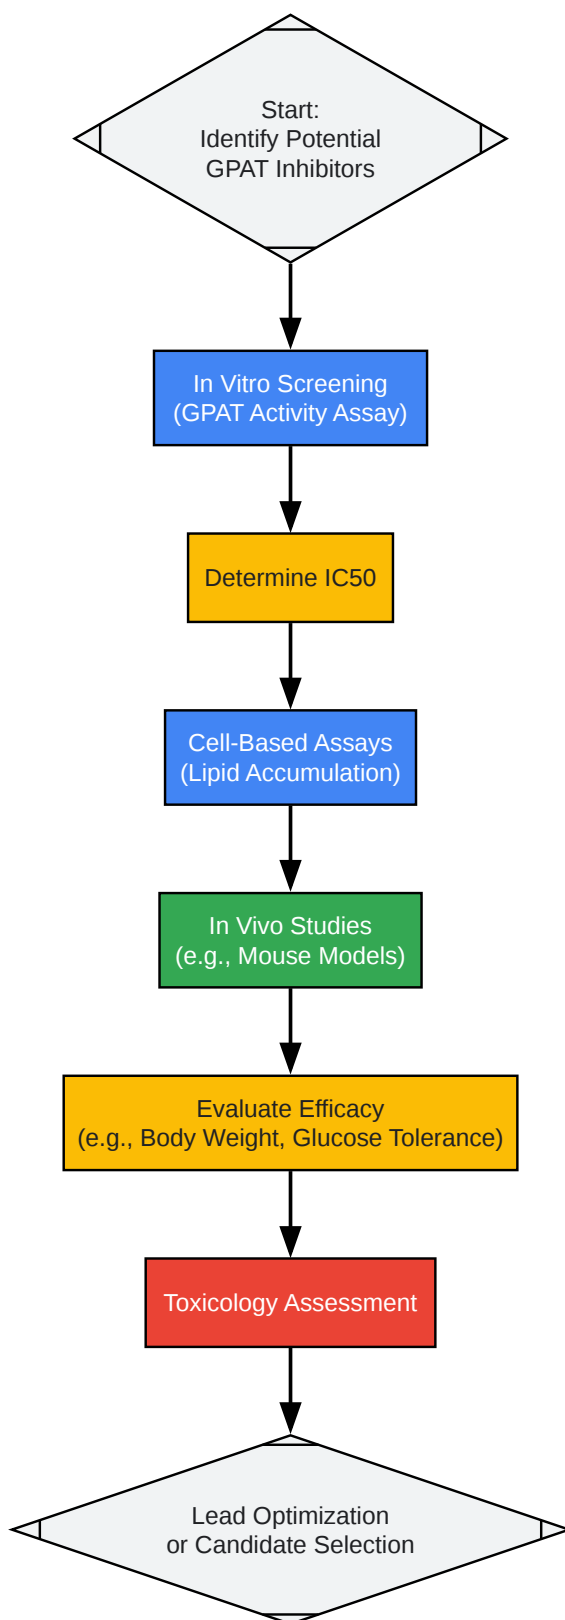 Start:
Identify Potential
GPAT Inhibitors
In Vitro Screening
(GPAT Activity Assay)
Determine IC50
Cell-Based Assays
(Lipid Accumulation)
In Vivo Studies
(e.g., Mouse Models)
Evaluate Efficacy
(e.g., Body Weight, Glucose Tolerance)
Toxicology Assessment
Lead Optimization
or Candidate Selection